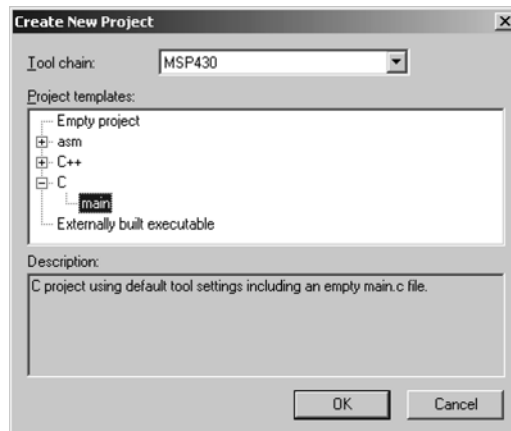 Create New Project
Tool chain: MSP430
Project templates:
Empty project
asm
C++
C
main
Externally built executable
Description:
C project using default tool settings including an empty main.c file.
OK Cancel